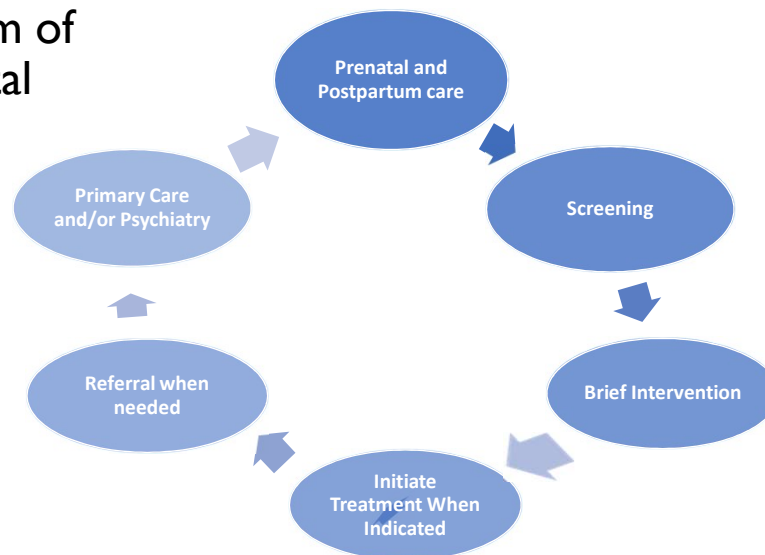 m of
al
Prenatal and
Postpartum care
Screening
Brief Intervention
Initiate
Treatment When
Indicated
Referral when
needed
Primary Care
and/or Psychiatry